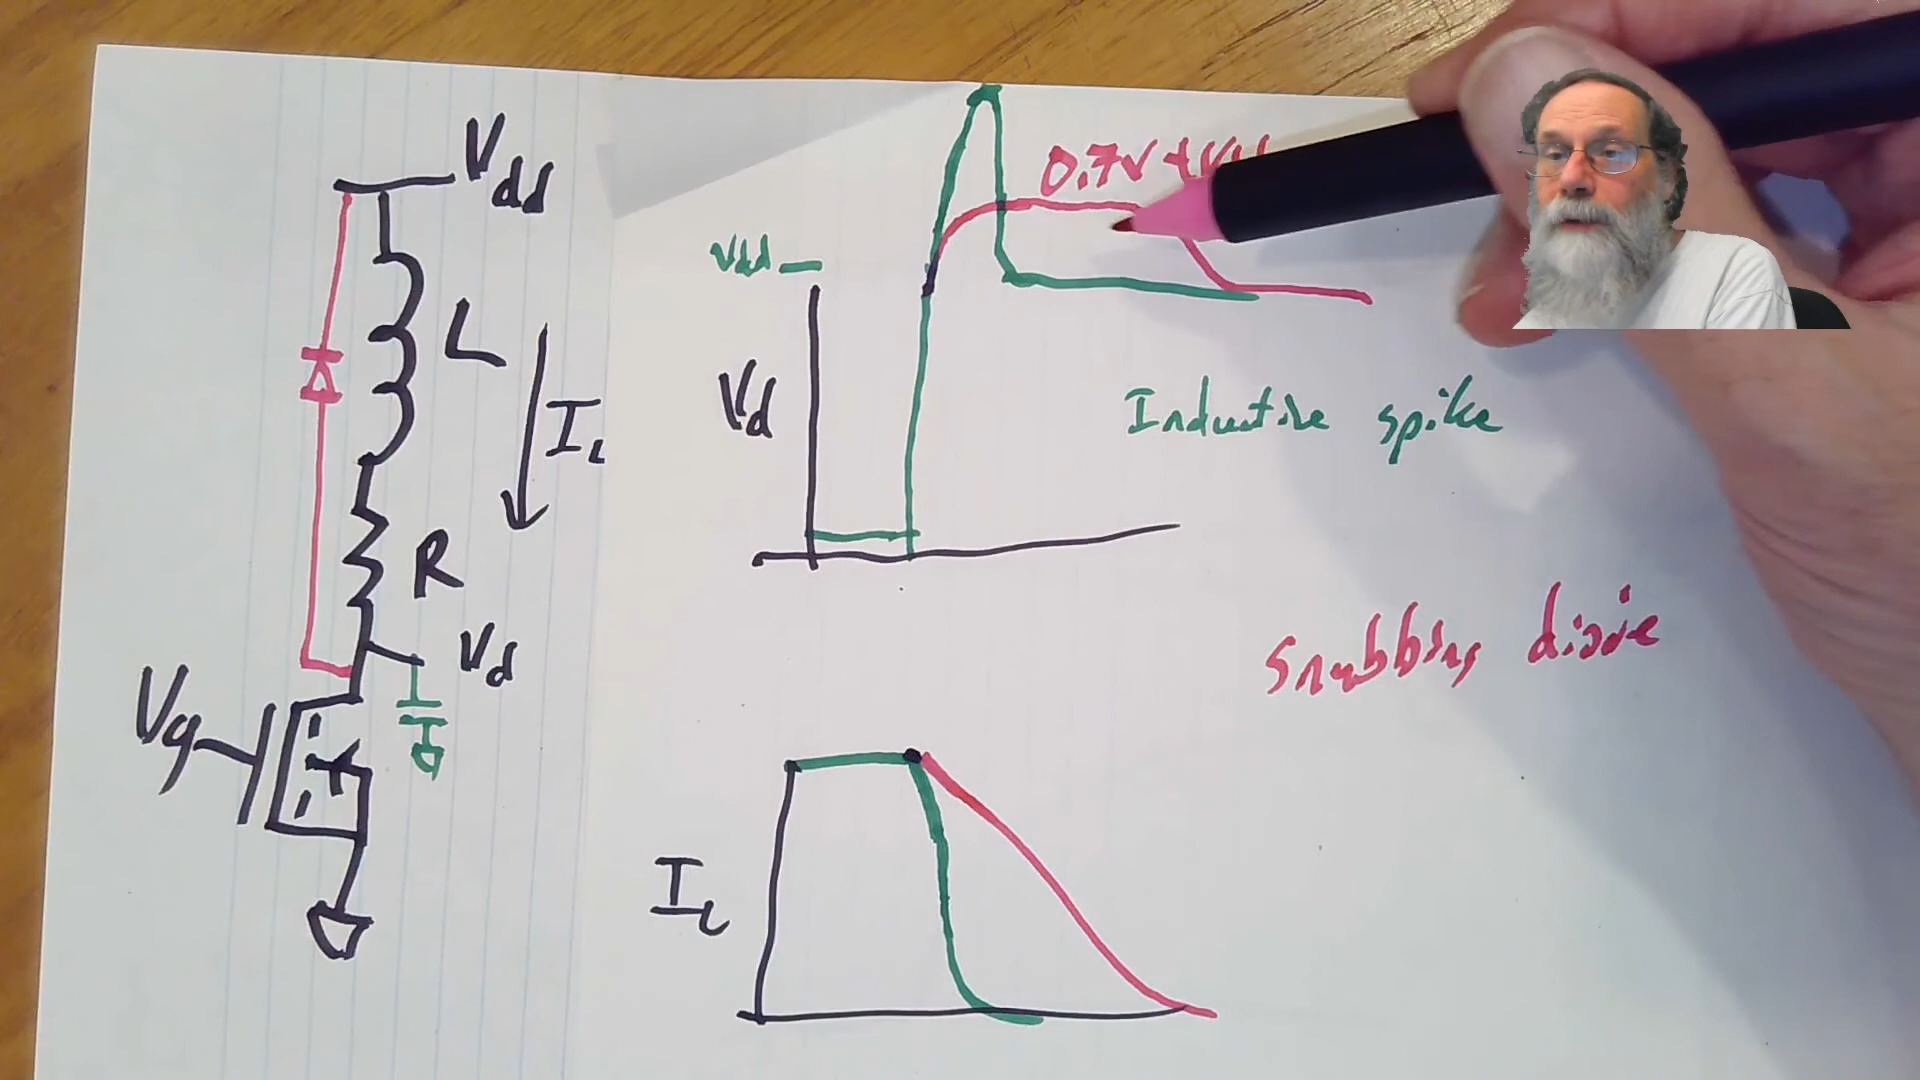 Vdd
L
IL
R
Vd
Vg
0.7V + Vdd
Vdd
Vd
Inductive spike
Snubbing diode
IL